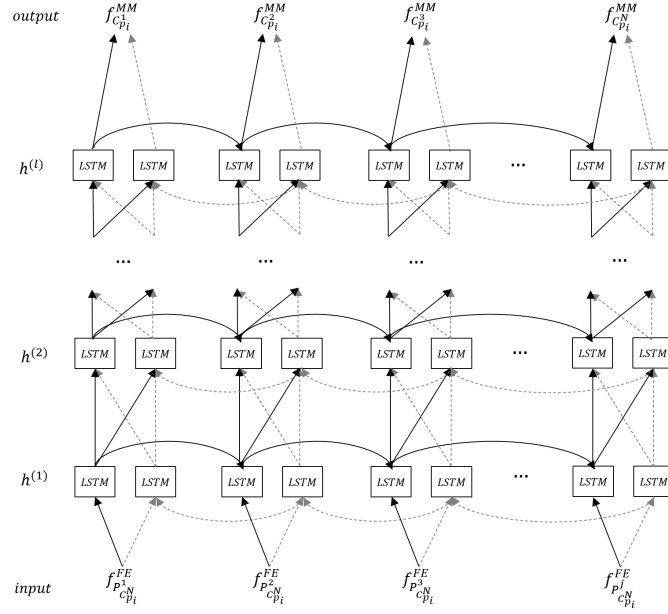 output f^{MM}_{C^1_{p_i}} f^{MM}_{C^2_{p_i}} f^{MM}_{C^3_{p_i}} f^{MM}_{C^N_{p_i}}
h^{(l)} LSTM LSTM LSTM LSTM LSTM LSTM ... LSTM LSTM
... ... ... ...
h^{(2)} LSTM LSTM LSTM LSTM LSTM LSTM ... LSTM LSTM
h^{(1)} LSTM LSTM LSTM LSTM LSTM LSTM ... LSTM LSTM
input f^{FE}_{P^1_{C^N_{p_i}}} f^{FE}_{P^2_{C^N_{p_i}}} f^{FE}_{P^3_{C^N_{p_i}}} f^{FE}_{P^j_{C^N_{p_i}}}